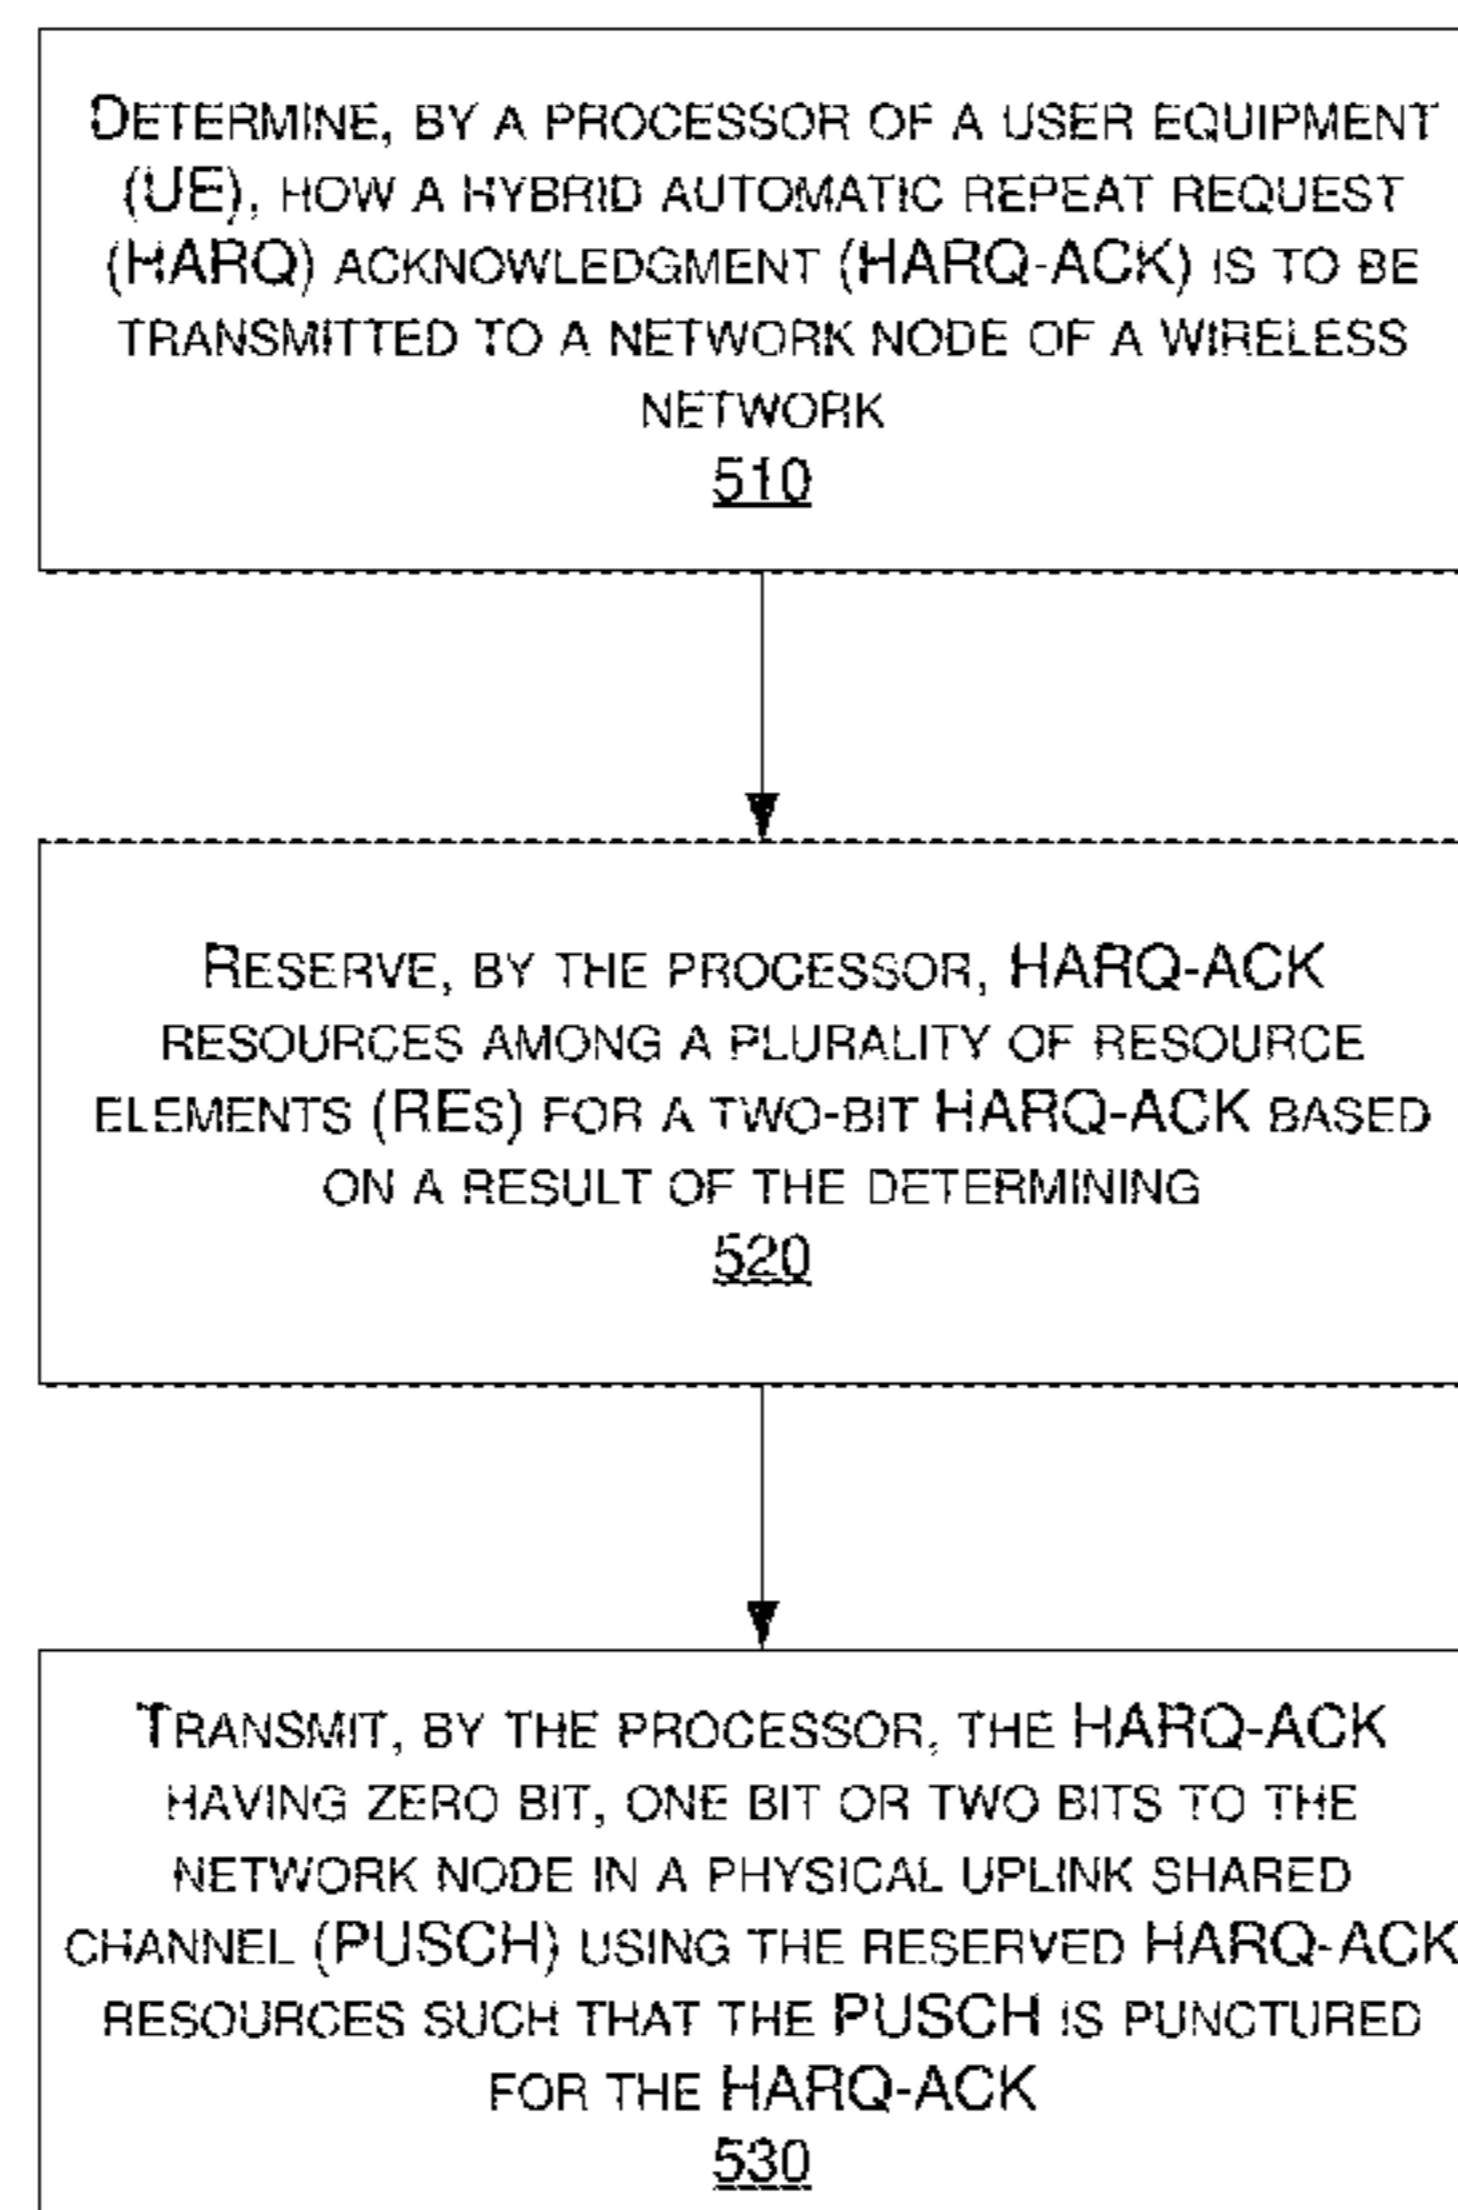 DETERMINE, BY A PROCESSOR OF A USER EQUIPMENT
(UE), HOW A HYBRID AUTOMATIC REPEAT REQUEST
(HARQ) ACKNOWLEDGMENT (HARQ-ACK) IS TO BE
TRANSMITTED TO A NETWORK NODE OF A WIRELESS
NETWORK
510
RESERVE, BY THE PROCESSOR, HARQ-ACK
RESOURCES AMONG A PLURALITY OF RESOURCE
ELEMENTS (REs) FOR A TWO-BIT HARQ-ACK BASED
ON A RESULT OF THE DETERMINING
520
TRANSMIT, BY THE PROCESSOR, THE HARQ-ACK
HAVING ZERO BIT, ONE BIT OR TWO BITS TO THE
NETWORK NODE IN A PHYSICAL UPLINK SHARED
CHANNEL (PUSCH) USING THE RESERVED HARQ-ACK
RESOURCES SUCH THAT THE PUSCH IS PUNCTURED
FOR THE HARQ-ACK
530